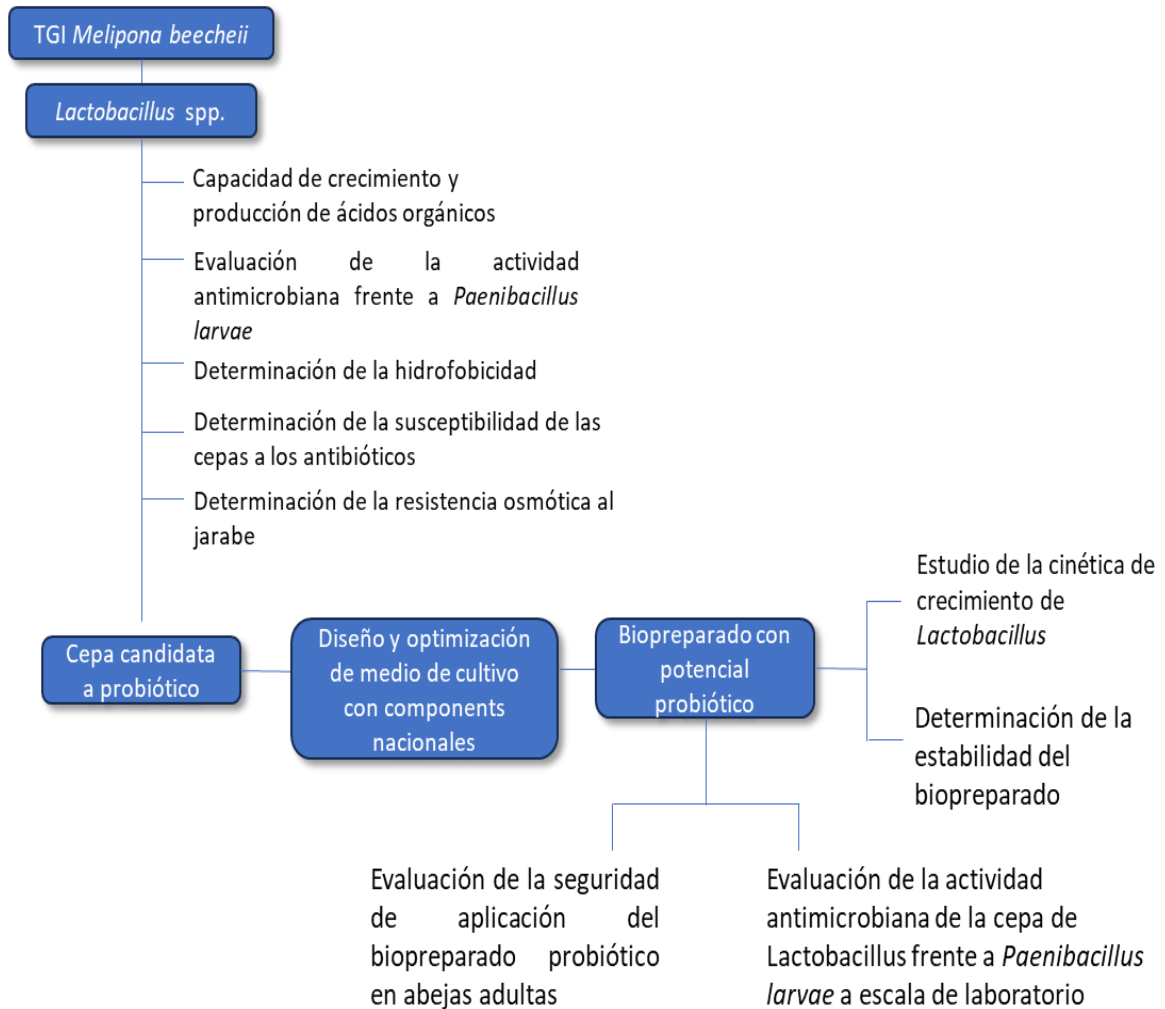 TGI Melipona beecheii
Lactobacillus spp.
Capacidad de crecimiento y
producción de ácidos orgánicos
Evaluación de la actividad
antimicrobiana frente a Paenibacillus
larvae
Determinación de la hidrofobicidad
Determinación de la susceptibilidad de las
cepas a los antibióticos
Determinación de la resistencia osmótica al
jarabe
Cepa candidata
a probiótico
Diseño y optimización
de medio de cultivo
con components
nacionales
Biopreparado con
potencial
probiótico
Estudio de la cinética de
crecimiento de
Lactobacillus
Determinación de la
estabilidad del
biopreparado
Evaluación de la seguridad
de aplicación del
biopreparado probiótico
en abejas adultas
Evaluación de la actividad
antimicrobiana de la cepa de
Lactobacillus frente a Paenibacillus
larvae a escala de laboratorio